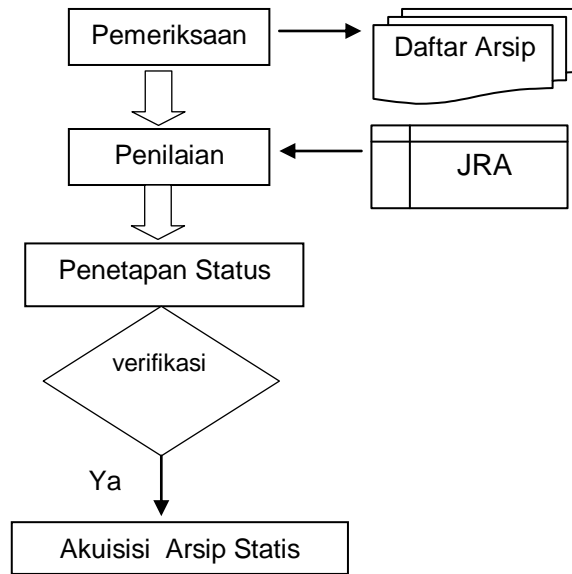 Pemeriksaan
Daftar Arsip
Penilaian
JRA
Penetapan Status
verifikasi
Ya
Akuisisi Arsip Statis